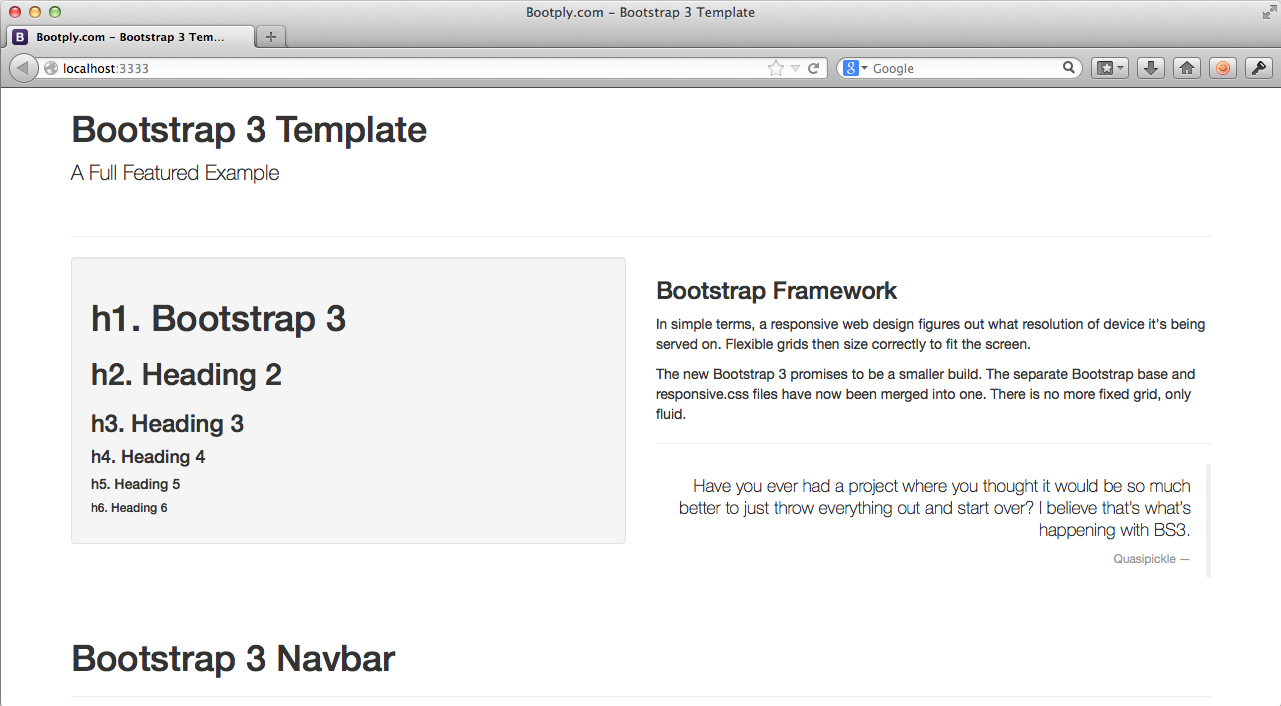 Bootply.com – Bootstrap 3 Template
B Bootply.com – Bootstrap 3 Tem...
localhost:3333
8 Google
Bootstrap 3 Template
A Full Featured Example
h1. Bootstrap 3
h2. Heading 2
h3. Heading 3
h4. Heading 4
h5. Heading 5
h6. Heading 6
Bootstrap Framework
In simple terms, a responsive web design figures out what resolution of device it's being
served on. Flexible grids then size correctly to fit the screen.
The new Bootstrap 3 promises to be a smaller build. The separate Bootstrap base and
responsive.css files have now been merged into one. There is no more fixed grid, only
fluid.
Have you ever had a project where you thought it would be so much
better to just throw everything out and start over? I believe that's what's
happening with BS3.
Quasipickle —
Bootstrap 3 Navbar